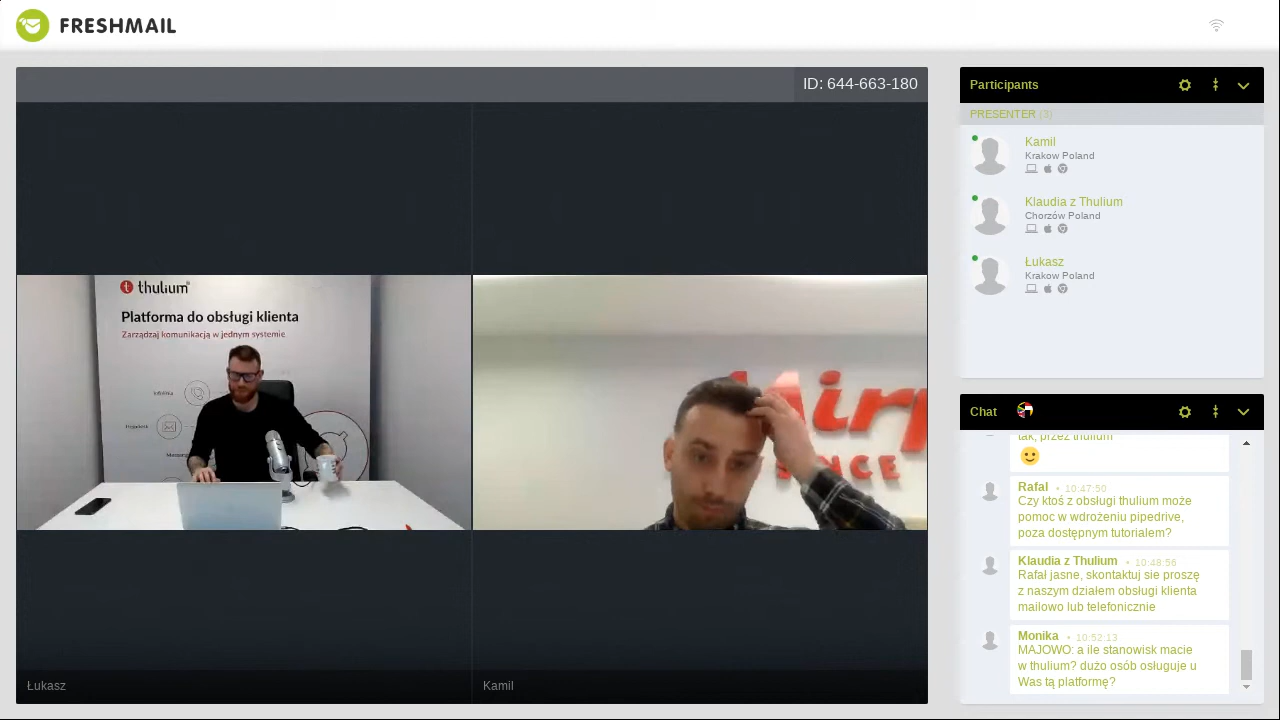 FRESHMAIL
ID: 644-663-180
thulium
Platforma do obsługi klienta
Zarządzaj komunikacją w jednym systemie
Infolinia
Mirp
SINCE
Łukasz
Kamil
Participants
PRESENTER (3)
Kamil
Krakow Poland
Klaudia z Thulium
Chorzów Poland
Łukasz
Krakow Poland
Chat
tak, przez thulium
Rafał • 10:47:50
Czy ktoś z obsługi thulium może
pomoc w wdrożeniu pipedrive,
poza dostępnym tutorialem?
Klaudia z Thulium • 10:48:56
Rafał jasne, skontaktuj sie proszę
z naszym działem obsługi klienta
mailowo lub telefonicznie
Monika • 10:52:13
MAJOWO: a ile stanowisk macie
w thulium? dużo osób osługuje u
Was tą platformę?